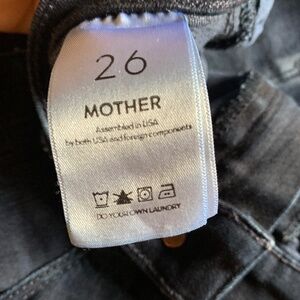 26
MOTHER
Assembled in USA
by both USA and foreign components
DO YOUR OWN LAUNDRY